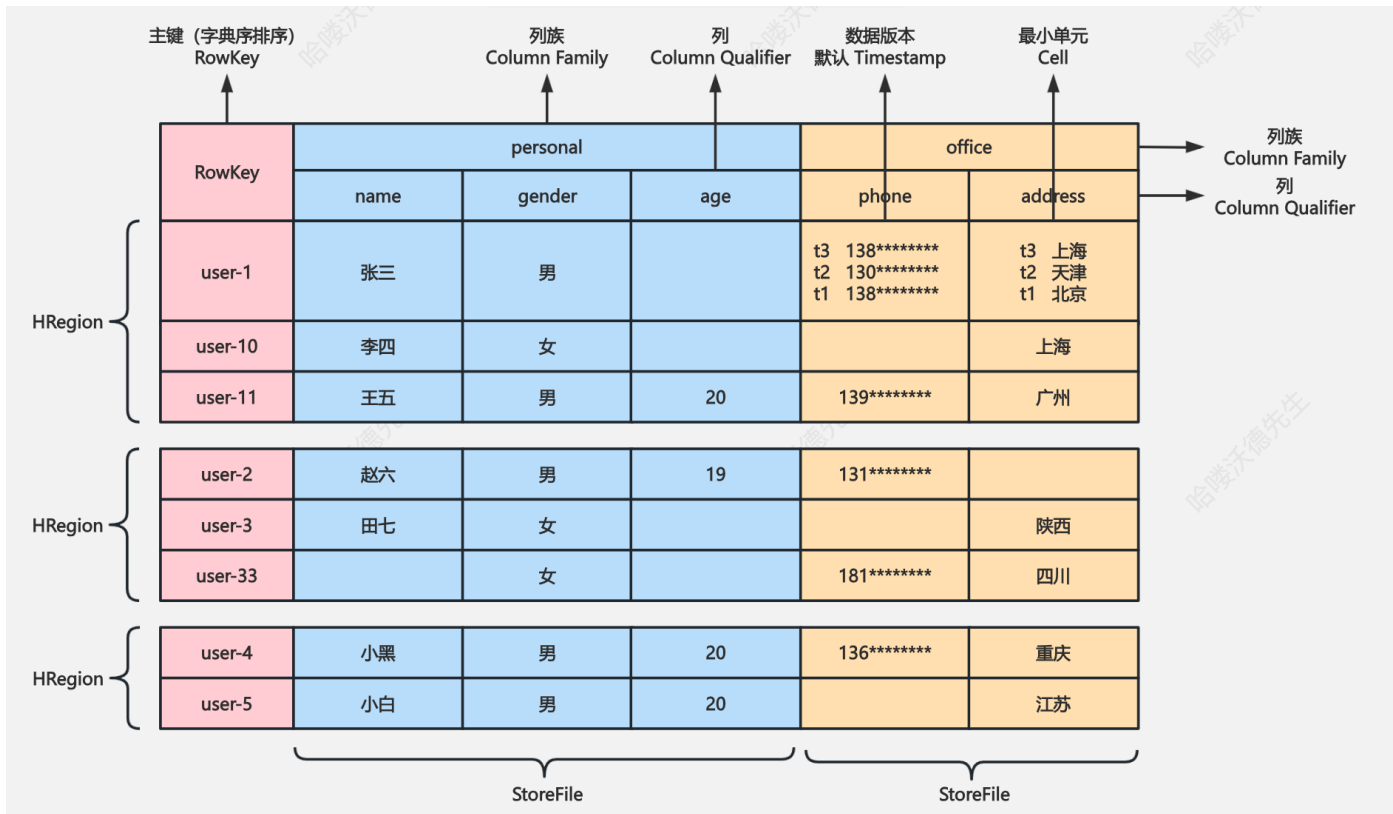 主键（字典序排序）
RowKey
列族
Column Family
列
Column Qualifier
数据版本
默认 Timestamp
最小单元
Cell
RowKey
personal
office
列族
Column Family
name
gender
age
phone
address
列
Column Qualifier
HRegion
user-1
张三
男
t3 138********
t2 130********
t1 138********
t3 上海
t2 天津
t1 北京
user-10
李四
女
上海
user-11
王五
男
20
139********
广州
HRegion
user-2
赵六
男
19
131********
user-3
田七
女
陕西
user-33
女
181********
四川
HRegion
user-4
小黑
男
20
136********
重庆
user-5
小白
男
20
江苏
StoreFile
StoreFile
哈喽沃德先生